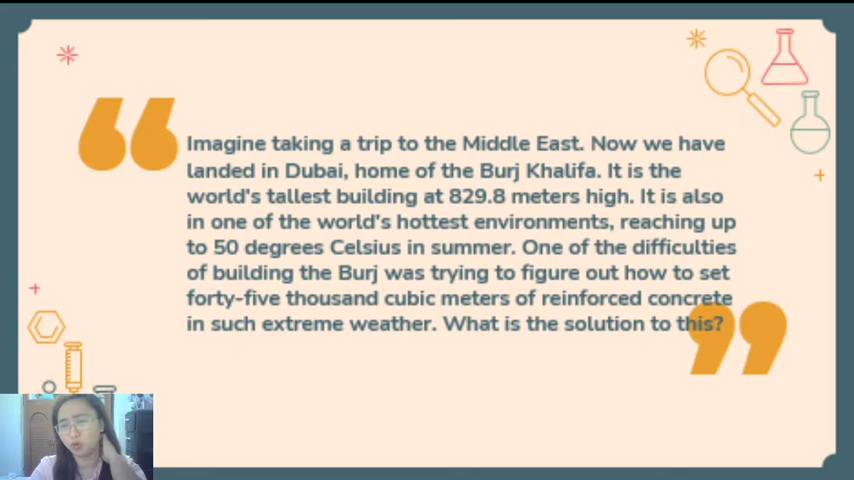 Imagine taking a trip to the Middle East. Now we have
landed in Dubai, home of the Burj Khalifa. It is the
world's tallest building at 829.8 meters high. It is also
in one of the world's hottest environments, reaching up
to 50 degrees Celsius in summer. One of the difficulties
of building the Burj was trying to figure out how to set
forty-five thousand cubic meters of reinforced concrete
in such extreme weather. What is the solution to this?